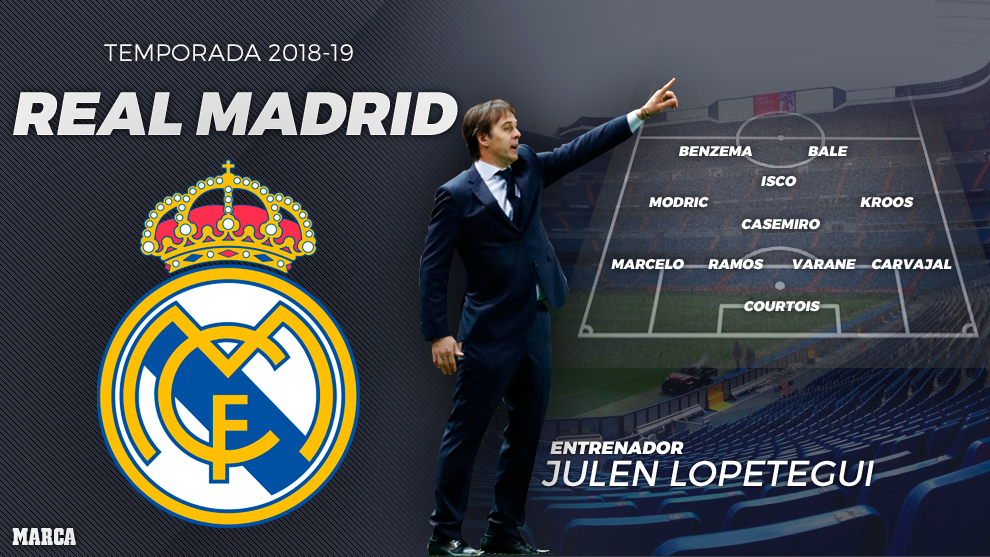 TEMPORADA 2018-19
REAL MADRID
BENZEMA BALE
ISCO
MODRIC KROOS
CASEMIRO
MARCELO RAMOS VARANE CARVAJAL
COURTOIS
ENTRENADOR
JULEN LOPETEGUI
MARCA